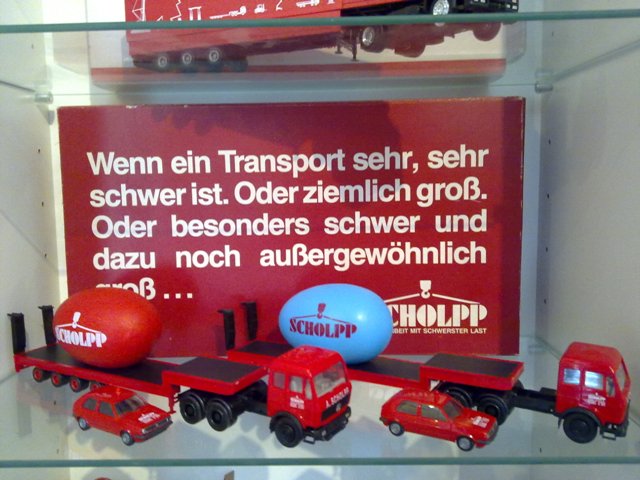 Wenn ein Transport sehr, sehr
schwer ist. Oder ziemlich groß.
Oder besonders schwer und
dazu noch außergewöhnlich
groß ...
SCHOLPP
SCHOLPP
SCHOLPP
MIT SCHWERSTER LAST